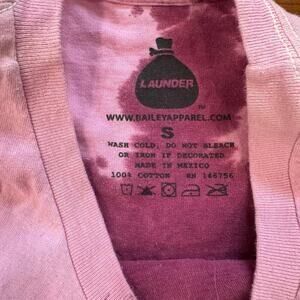 LAUNDER
TM
WWW.DAILEYAPPAREL.COM
S
WASH COLD, DO NOT BLEACH
OR IRON IF DECORATED
MADE IN MEXICO
100% COTTON RN 146756